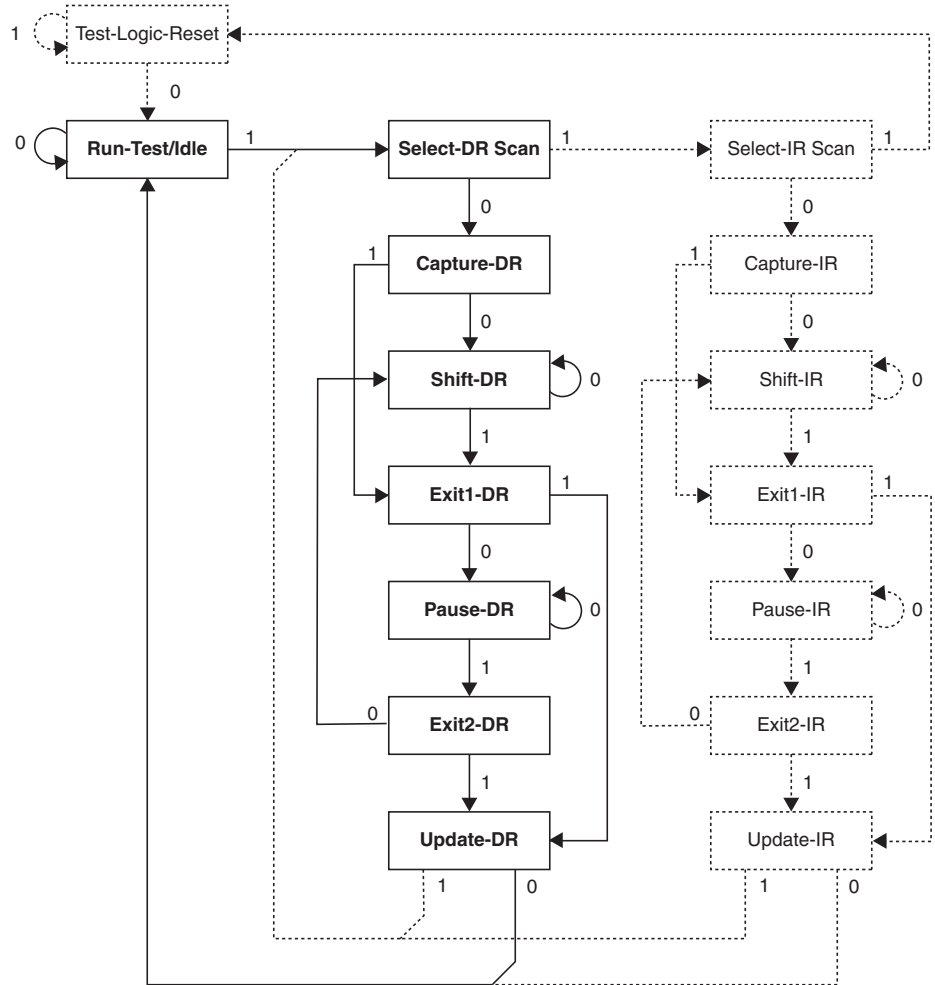 1 Test-Logic-Reset
0
0 Run-Test/Idle 1 Select-DR Scan 1 Select-IR Scan 1
0 0
1 Capture-DR 1 Capture-IR
0 0
Shift-DR 0 Shift-IR 0
1 1
Exit1-DR 1 Exit1-IR 1
0 0
Pause-DR 0 Pause-IR 0
1 1
0 Exit2-DR 0 Exit2-IR
1 1
Update-DR Update-IR
1 0 1 0